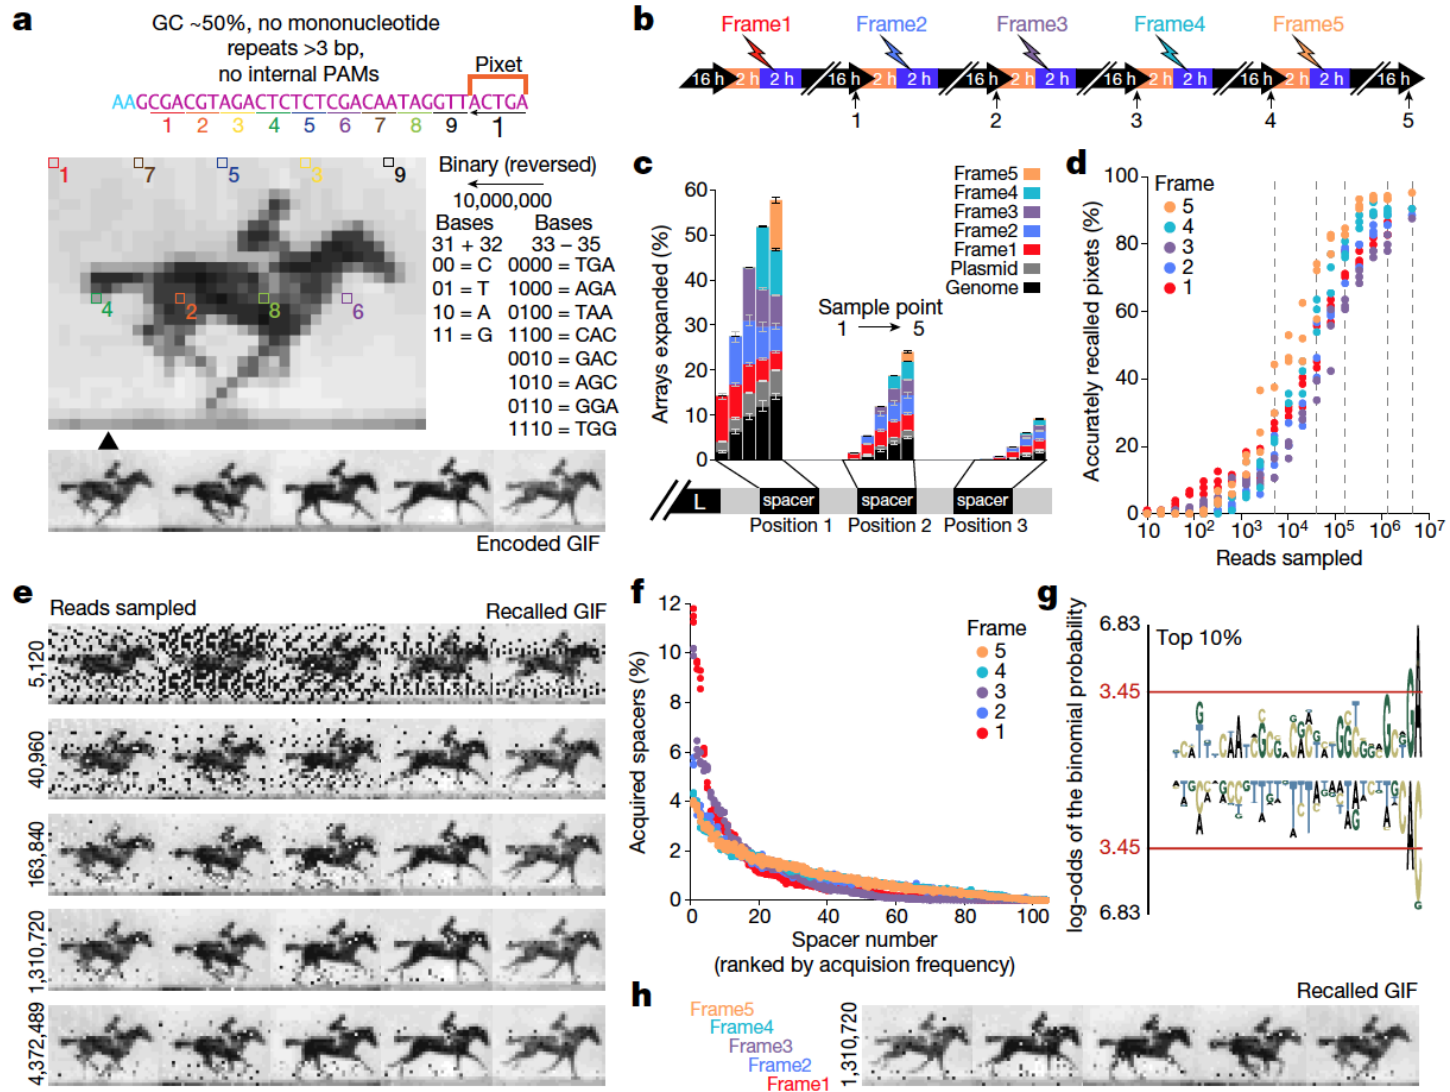 a
GC ~50%, no mononucleotide
repeats >3 bp,
no internal PAMs
Pixet
AAGCGACGTAGACTCTCTCGACAATAGGTTACTGA
1 2 3 4 5 6 7 8 9 1
1 7 5 3 9
4 2 8 6
Binary (reversed)
10,000,000
Bases Bases
31 + 32 33 – 35
00 = C 0000 = TGA
01 = T 1000 = AGA
10 = A 0100 = TAA
11 = G 1100 = CAC
0010 = GAC
1010 = AGC
0110 = GGA
1110 = TGG
Encoded GIF
b
Frame1 Frame2 Frame3 Frame4 Frame5
16 h 2 h 2 h 16 h 2 h 2 h 16 h 2 h 2 h 16 h 2 h 2 h 16 h 2 h 2 h 16 h
1 2 3 4 5
c
Arrays expanded (%)
60
50
40
30
20
10
0
Frame5
Frame4
Frame3
Frame2
Frame1
Plasmid
Genome
Sample point
1 5
L spacer spacer spacer
Position 1 Position 2 Position 3
d
Accurately recalled pixets (%)
100
80
60
40
20
0
Frame
5
4
3
2
1
10 10² 10³ 10⁴ 10⁵ 10⁶ 10⁷
Reads sampled
e
Reads sampled Recalled GIF
5,120
40,960
163,840
1,310,720
4,372,489
f
Acquired spacers (%)
12
10
8
6
4
2
0
Frame
5
4
3
2
1
0 20 40 60 80 100
Spacer number
(ranked by acquision frequency)
g
log-odds of the binomial probability
6.83
Top 10%
3.45
3.45
6.83
h
Frame5
Frame4
Frame3
Frame2
Frame1
1,310,720
Recalled GIF